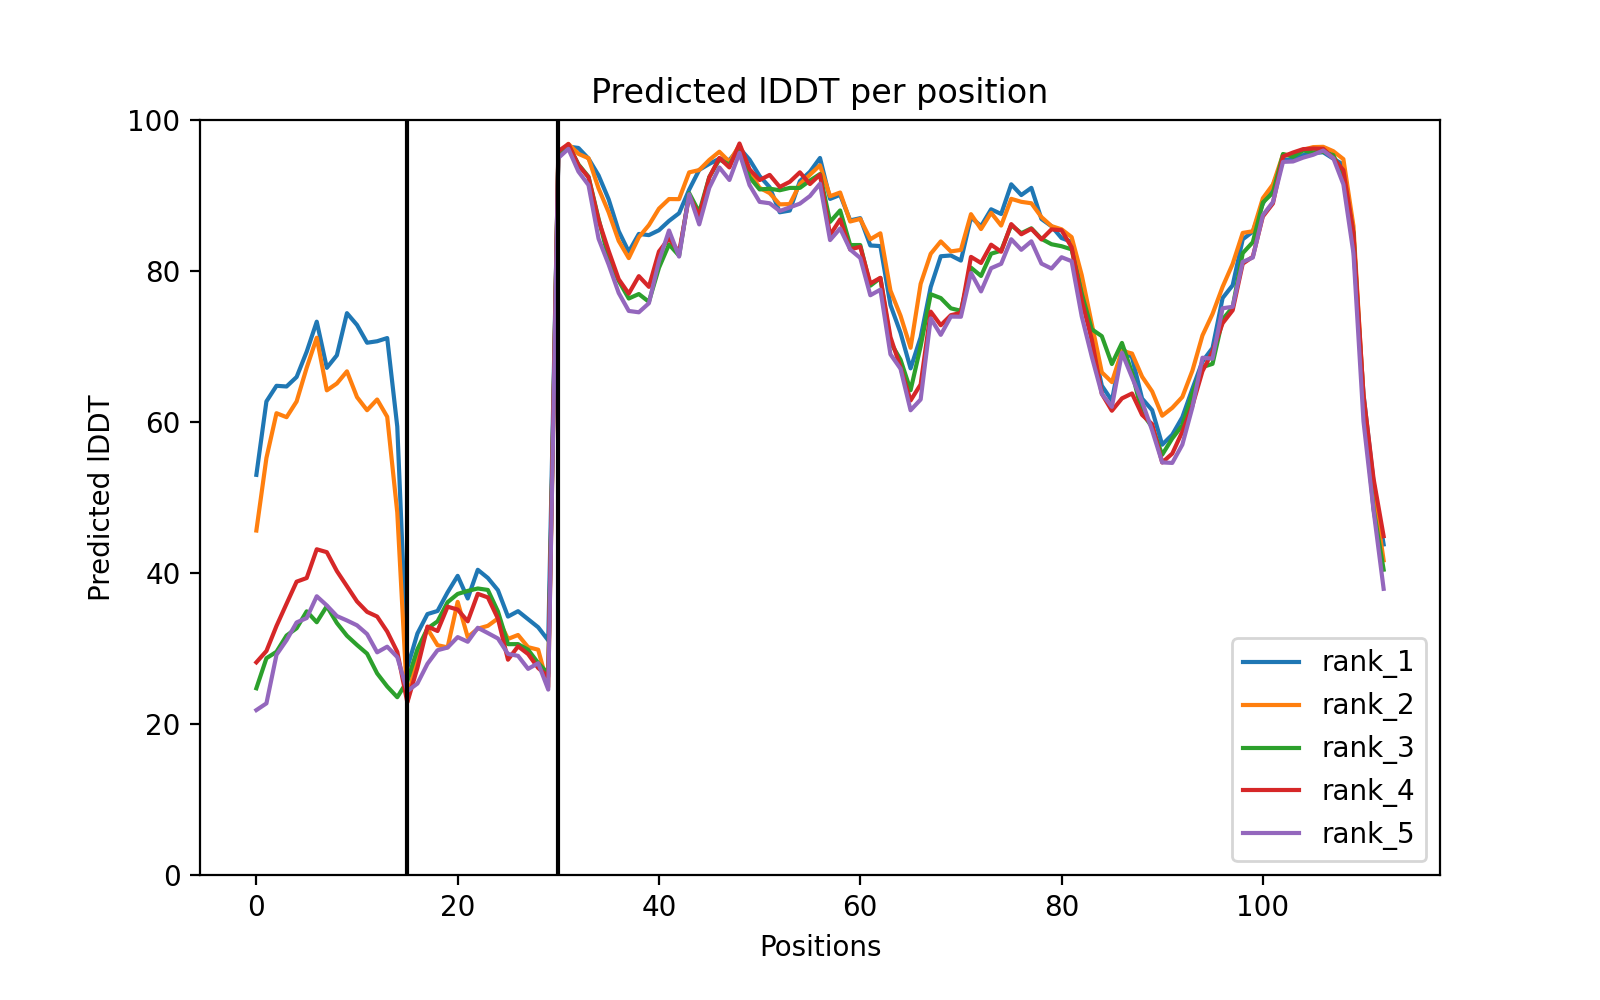 Predicted lDDT per position
100
80
60
40
20
0
Predicted lDDT
0 20 40 60 80 100
Positions
rank_1
rank_2
rank_3
rank_4
rank_5